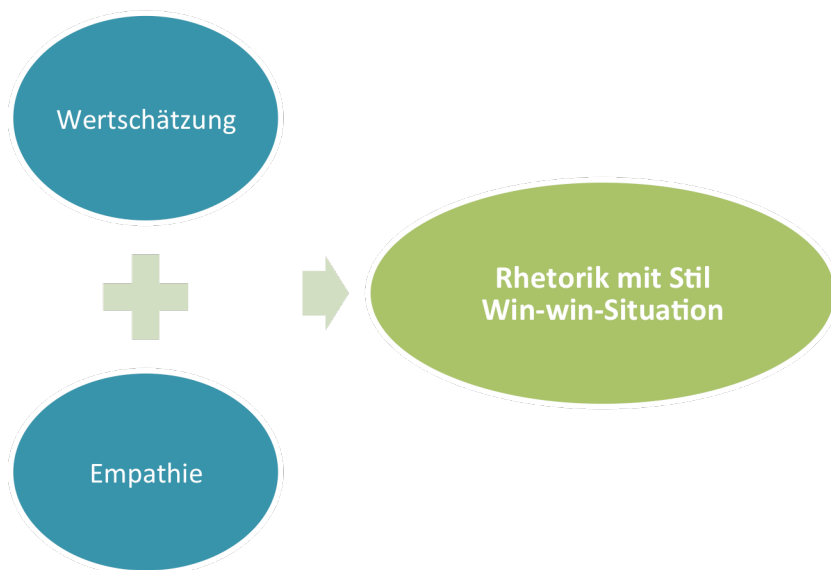 Wertschätzung
Rhetorik mit Stil
Win-win-Situation
Empathie